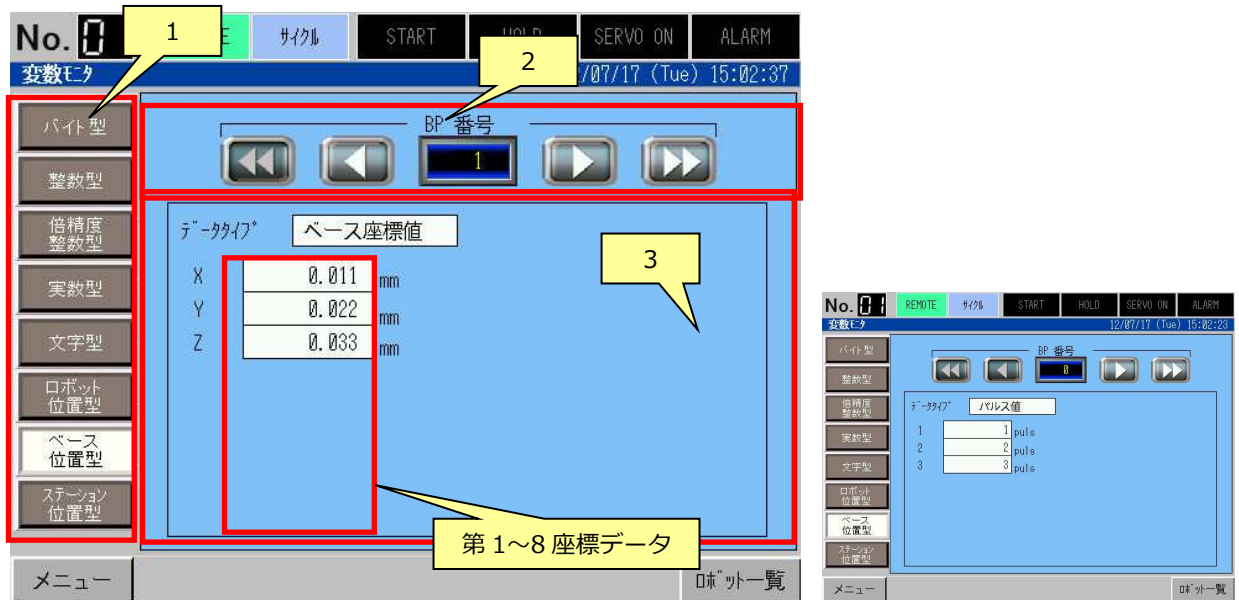 No. 0
E
サイクル
START
HOLD
SERVO ON
ALARM
変数モニタ
/07/17 (Tue) 15:02:37
1
2
バイト型
整数型
倍精度
整数型
実数型
文字型
ロボット
位置型
ベース
位置型
ステーション
位置型
BP 番号
1
データタイプ
ベース座標値
X 0.011 mm
Y 0.022 mm
Z 0.033 mm
3
第 1～8 座標データ
メニュー
ロボット一覧
No. 01
REMOTE
サイクル
START
HOLD
SERVO ON
ALARM
変数モニタ
12/07/17 (Tue) 15:02:23
バイト型
整数型
倍精度
整数型
実数型
文字型
ロボット
位置型
ベース
位置型
ステーション
位置型
BP 番号
0
データタイプ
パルス値
1 1 puls
2 2 puls
3 3 puls
メニュー
ロボット一覧